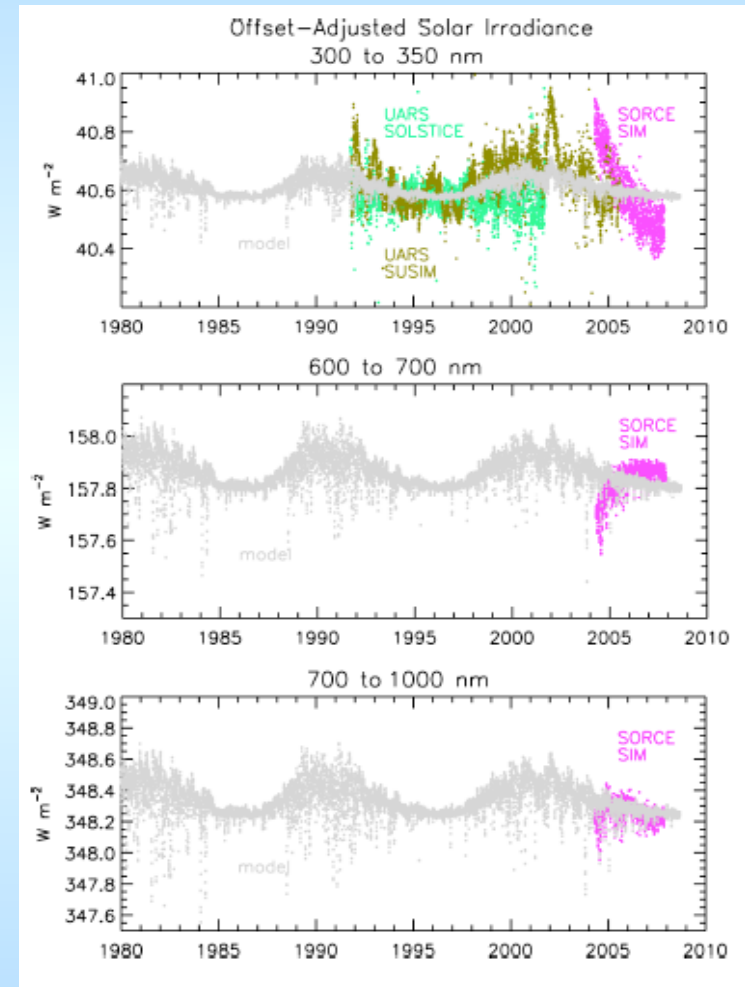 Offset-Adjusted Solar Irradiance
300 to 350 nm
41.0
40.8
40.6
40.4
W m⁻²
UARS
SOLSTICE
SORCE
SIM
model
UARS
SUSIM
1980 1985 1990 1995 2000 2005 2010
600 to 700 nm
158.0
157.8
157.6
157.4
W m⁻²
SORCE
SIM
model
1980 1985 1990 1995 2000 2005 2010
700 to 1000 nm
349.0
348.8
348.6
348.4
348.2
348.0
347.8
347.6
W m⁻²
SORCE
SIM
model
1980 1985 1990 1995 2000 2005 2010